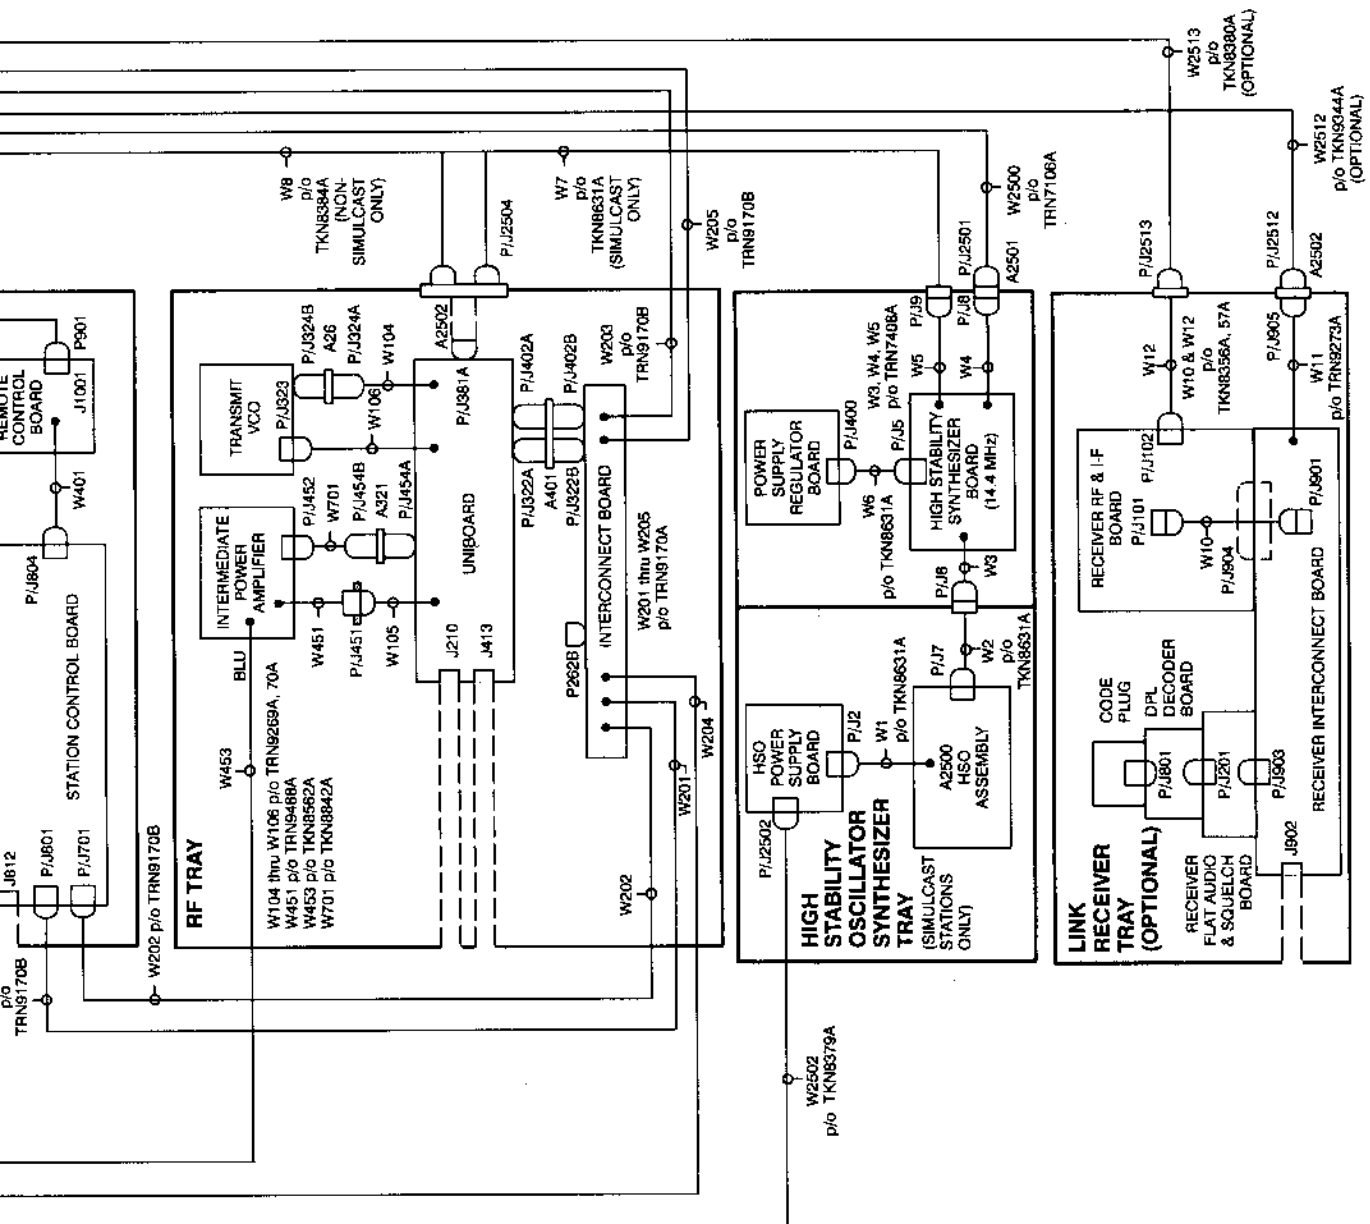 W2513
p/o
TKN8380A
(OPTIONAL)
W2512
p/o TKN9344A
(OPTIONAL)
W8
p/o
TKN8384A
(NON-
SIMULCAST
ONLY)
P/J2504
W7
p/o
TKN8631A
(SIMULCAST
ONLY)
W205
p/o
TRN9170B
W2500
p/o
TRN7106A
P/J2501
A2501
P/J2513
P/J2512
A2502
REMOTE
CONTROL
BOARD
J1001
P901
W401
P/J804
STATION CONTROL BOARD
J812
P/J801
P/J701
p/o
TRN9170B
W202 p/o TRN9170B
RF TRAY
TRANSMIT
VCO
P/J323
P/J324B
A26
P/J324A
W104
W106
A2502
P/J381A
INTERMEDIATE
POWER
AMPLIFIER
P/J452
W701
P/J454B
A321
P/J454A
W451
P/J451
W105
BLU
W453
UNIBOARD
J210
J413
P/J402A
P/J402B
P/J322A
A401
P/J322B
W203
p/o
TRN9170B
INTERCONNECT BOARD
P262B
W201 thru W205
p/o TRN9170A
W104 thru W106 p/o TRN9269A, 70A
W451 p/o TRN9488A
W453 p/o TKN8562A
W701 p/o TKN8842A
W204
W201
W202
P/J9
P/J8
W5
W4
W3, W4, W5
p/o TRN7408A
POWER
SUPPLY
REGULATOR
BOARD
P/J400
W6
p/o TKN8631A
P/J5
HIGH STABILITY
SYNTHESIZER
BOARD
(14.4 MHz)
P/J6
W3
HSO
POWER
SUPPLY
BOARD
P/J2
W1
p/o TKN8631A
P/J7
W2
p/o
TKN8631A
A2500
HSO
ASSEMBLY
P/J2502
HIGH
STABILITY
OSCILLATOR
SYNTHESIZER
TRAY
(SIMULCAST
STATIONS
ONLY)
W2502
p/o TKN8379A
W12
W10 & W12
p/o
TKN8356A, 57A
P/J905
W11
p/o TRN9273A
P/J102
RECEIVER RF & I-F
BOARD
P/J101
W10
P/J904
P/J901
RECEIVER INTERCONNECT BOARD
CODE
PLUG
DPL
DECODER
BOARD
P/J801
P/J201
P/J903
J902
RECEIVER
FLAT AUDIO
& SQUELCH
BOARD
LINK
RECEIVER
TRAY
(OPTIONAL)